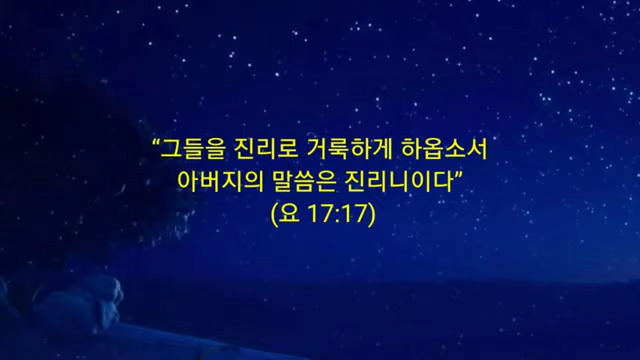 “그들을 진리로 거룩하게 하옵소서
아버지의 말씀은 진리니이다”
(요 17:17)